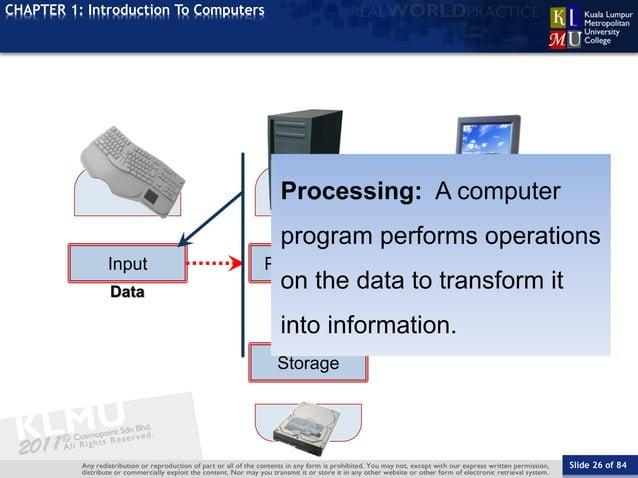 CHAPTER 1: Introduction To Computers
REALWORLDPRACTICE
KLMU
Kuala Lumpur
Metropolitan
University
College
Processing: A computer
program performs operations
on the data to transform it
into information.
Input
Data
Storage
KLMU
2011 © Cosmopoint Sdn Bhd.
All Rights Reserved.
Any redistribution or reproduction of part or all of the contents in any form is prohibited. You may not, except with our express written permission,
distribute or commercially exploit the content. Nor may you transmit it or store it in any other website or other form of electronic retrieval system.
Slide 26 of 84